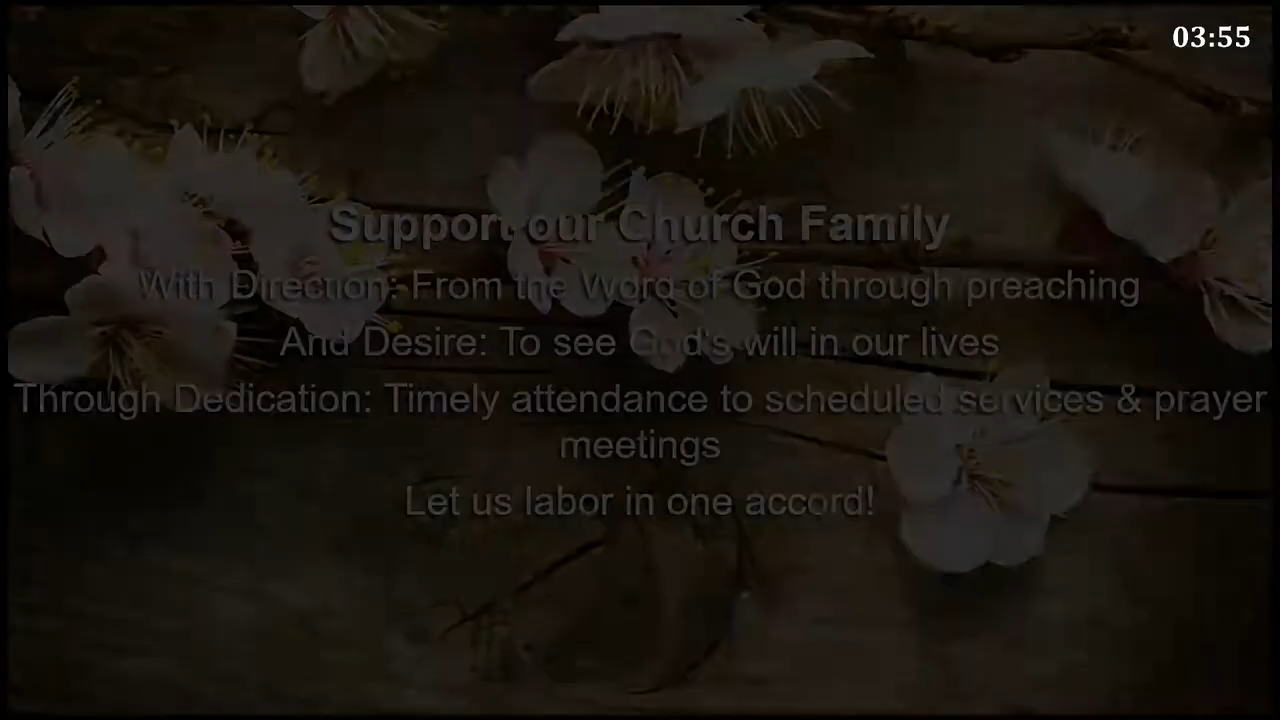 03:55
Support our Church Family
With Direction: From the Word of God through preaching
And Desire: To see God's will in our lives
Through Dedication: Timely attendance to scheduled services & prayer
meetings
Let us labor in one accord!